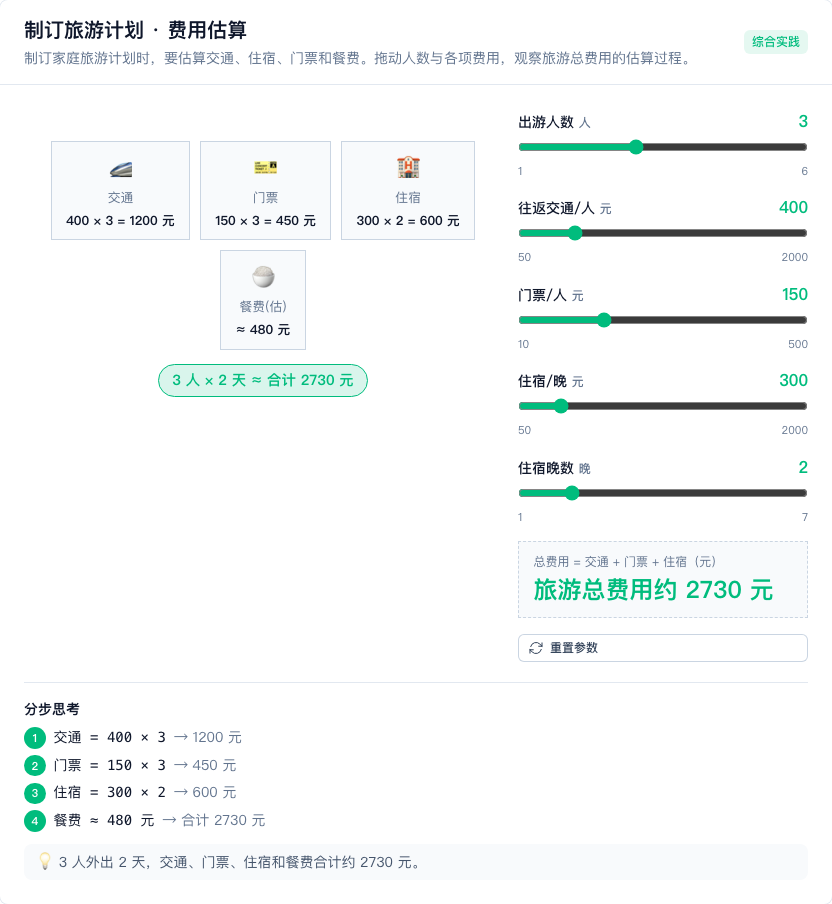 制订旅游计划 · 费用估算
制订家庭旅游计划时，要估算交通、住宿、门票和餐费。拖动人数与各项费用，观察旅游总费用的估算过程。
综合实践
交通
400 × 3 = 1200 元
门票
150 × 3 = 450 元
住宿
300 × 2 = 600 元
餐费(估)
≈ 480 元
3 人 × 2 天 ≈ 合计 2730 元
出游人数 人
3
1
6
往返交通/人 元
400
50
2000
门票/人 元
150
10
500
住宿/晚 元
300
50
2000
住宿晚数 晚
2
1
7
总费用 = 交通 + 门票 + 住宿（元）
旅游总费用约 2730 元
重置参数
分步思考
1 交通 = 400 × 3 → 1200 元
2 门票 = 150 × 3 → 450 元
3 住宿 = 300 × 2 → 600 元
4 餐费 ≈ 480 元 → 合计 2730 元
3 人外出 2 天，交通、门票、住宿和餐费合计约 2730 元。